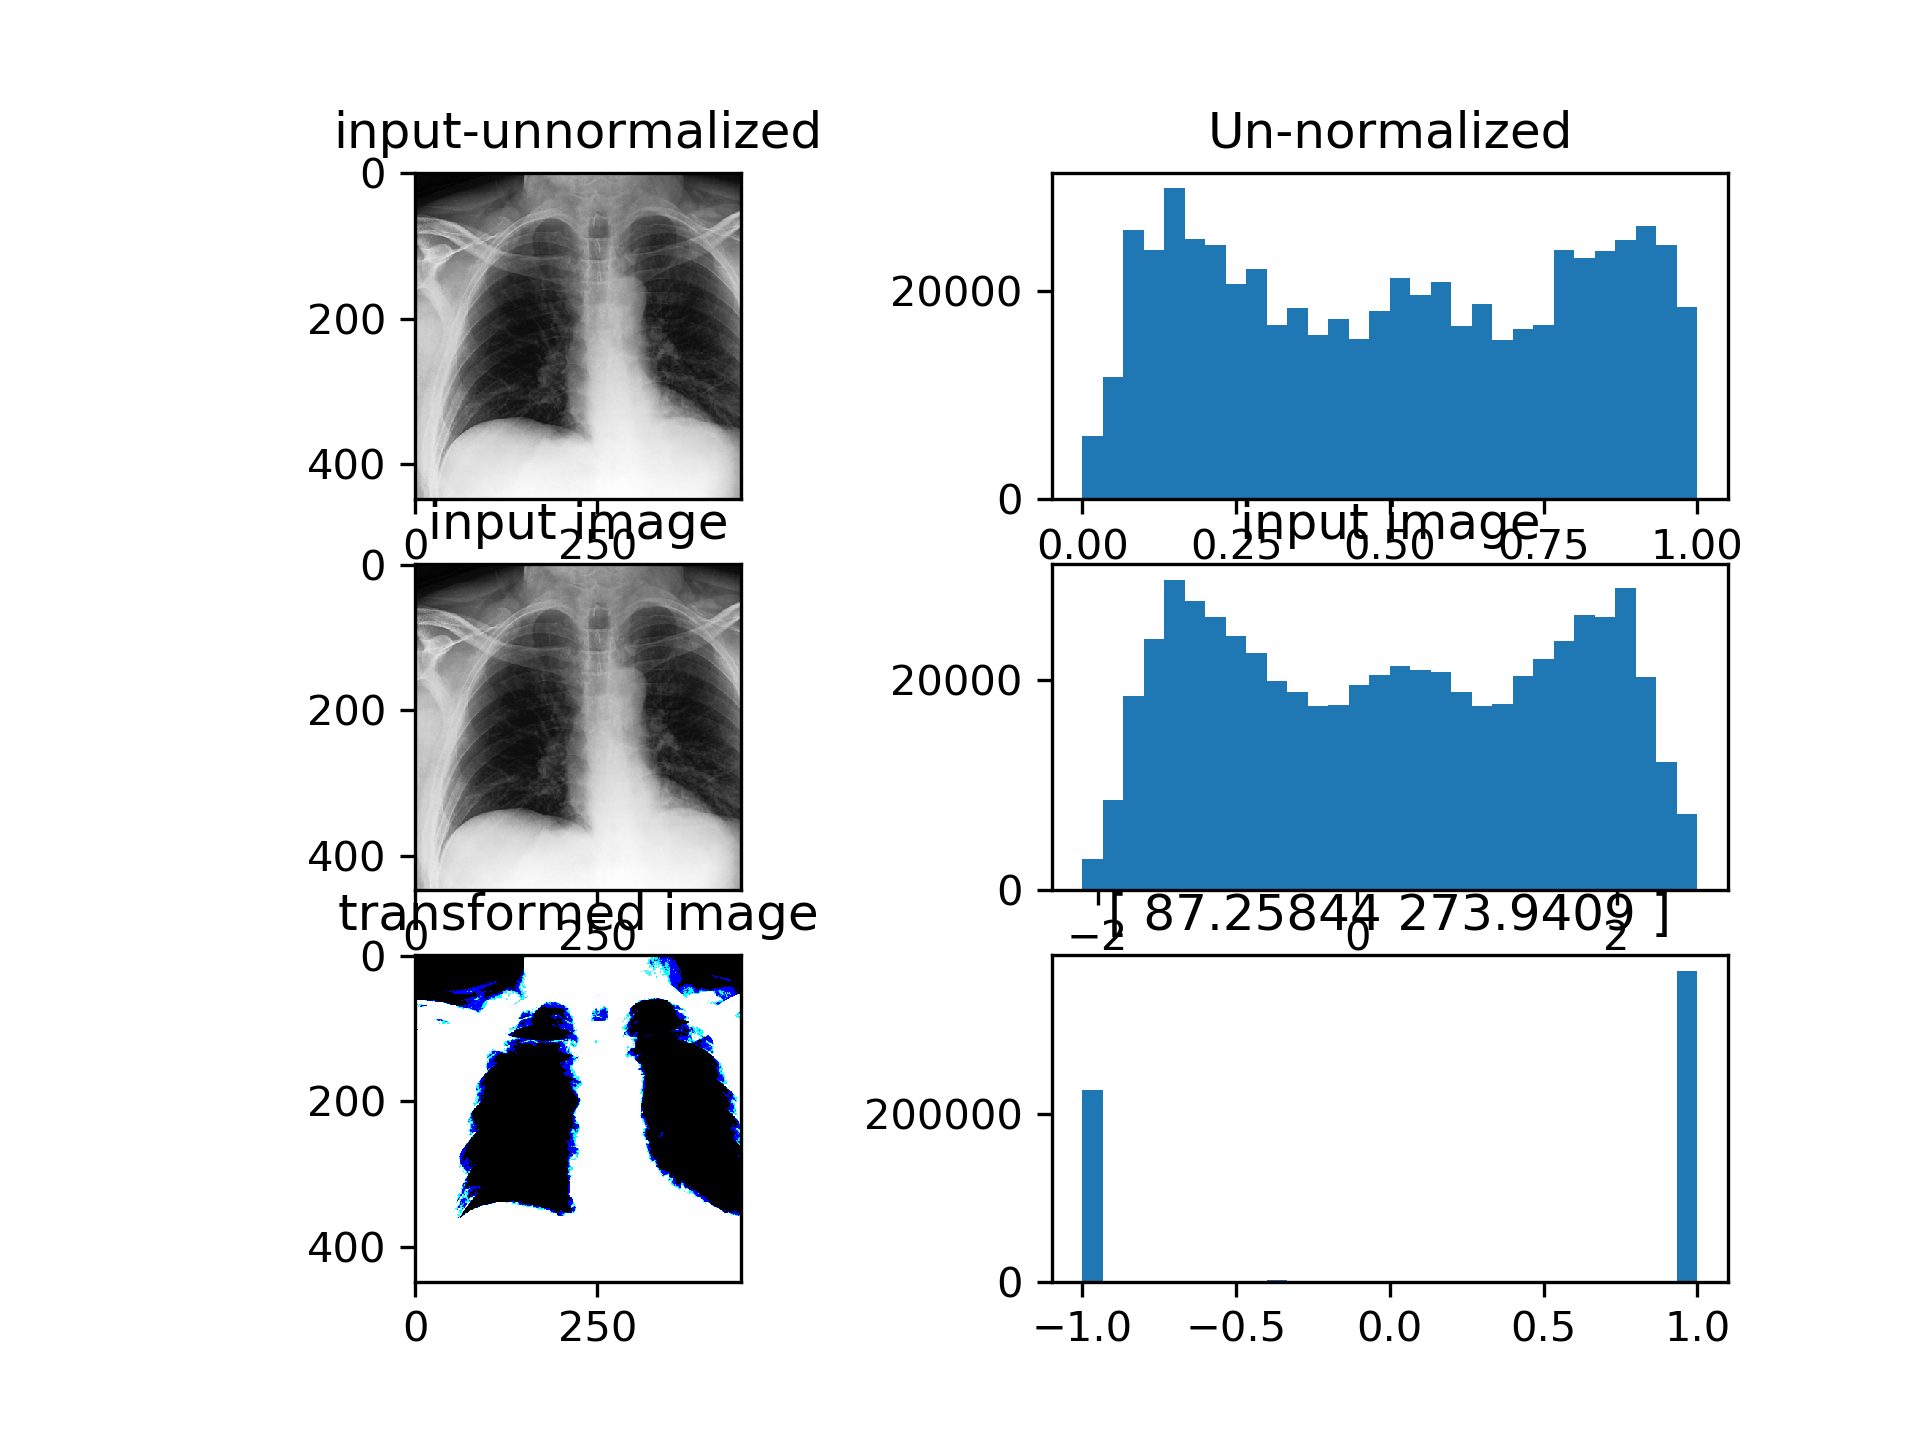 input-unnormalized
0
200
400
0 250
Un-normalized
20000
0
0.00 0.25 0.50 0.75 1.00
input image
0
200
400
0 250
input image
20000
0
−2 0 2
transformed image
0
200
400
0 250
[ 87.25844 273.9409 ]
200000
0
−1.0 −0.5 0.0 0.5 1.0